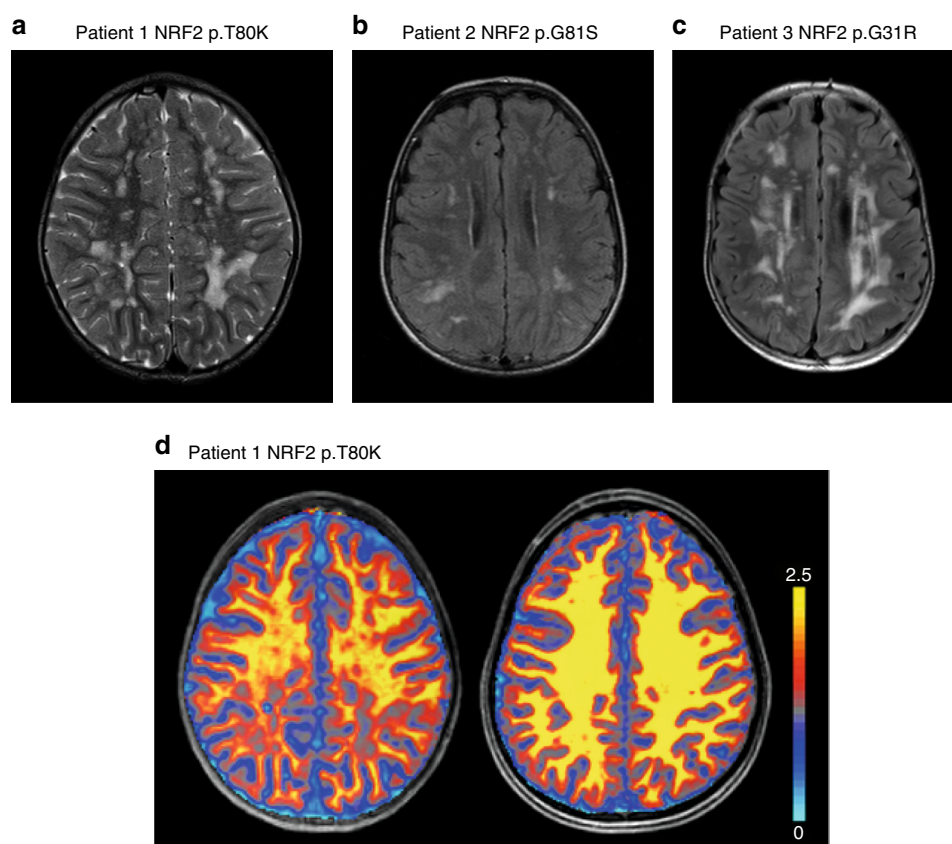 a Patient 1 NRF2 p.T80K
b Patient 2 NRF2 p.G81S
c Patient 3 NRF2 p.G31R
d Patient 1 NRF2 p.T80K
2.5
0